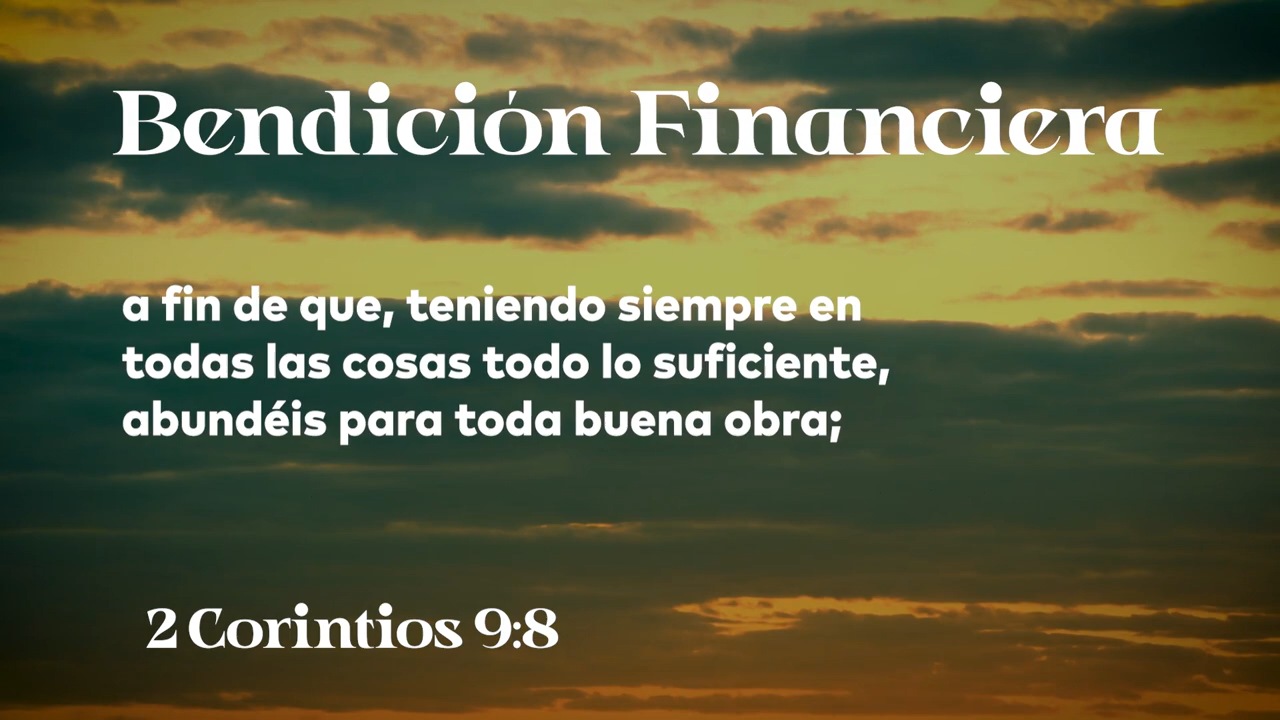 Bendición Financiera
a fin de que, teniendo siempre en
todas las cosas todo lo suficiente,
abundéis para toda buena obra;
2 Corintios 9:8